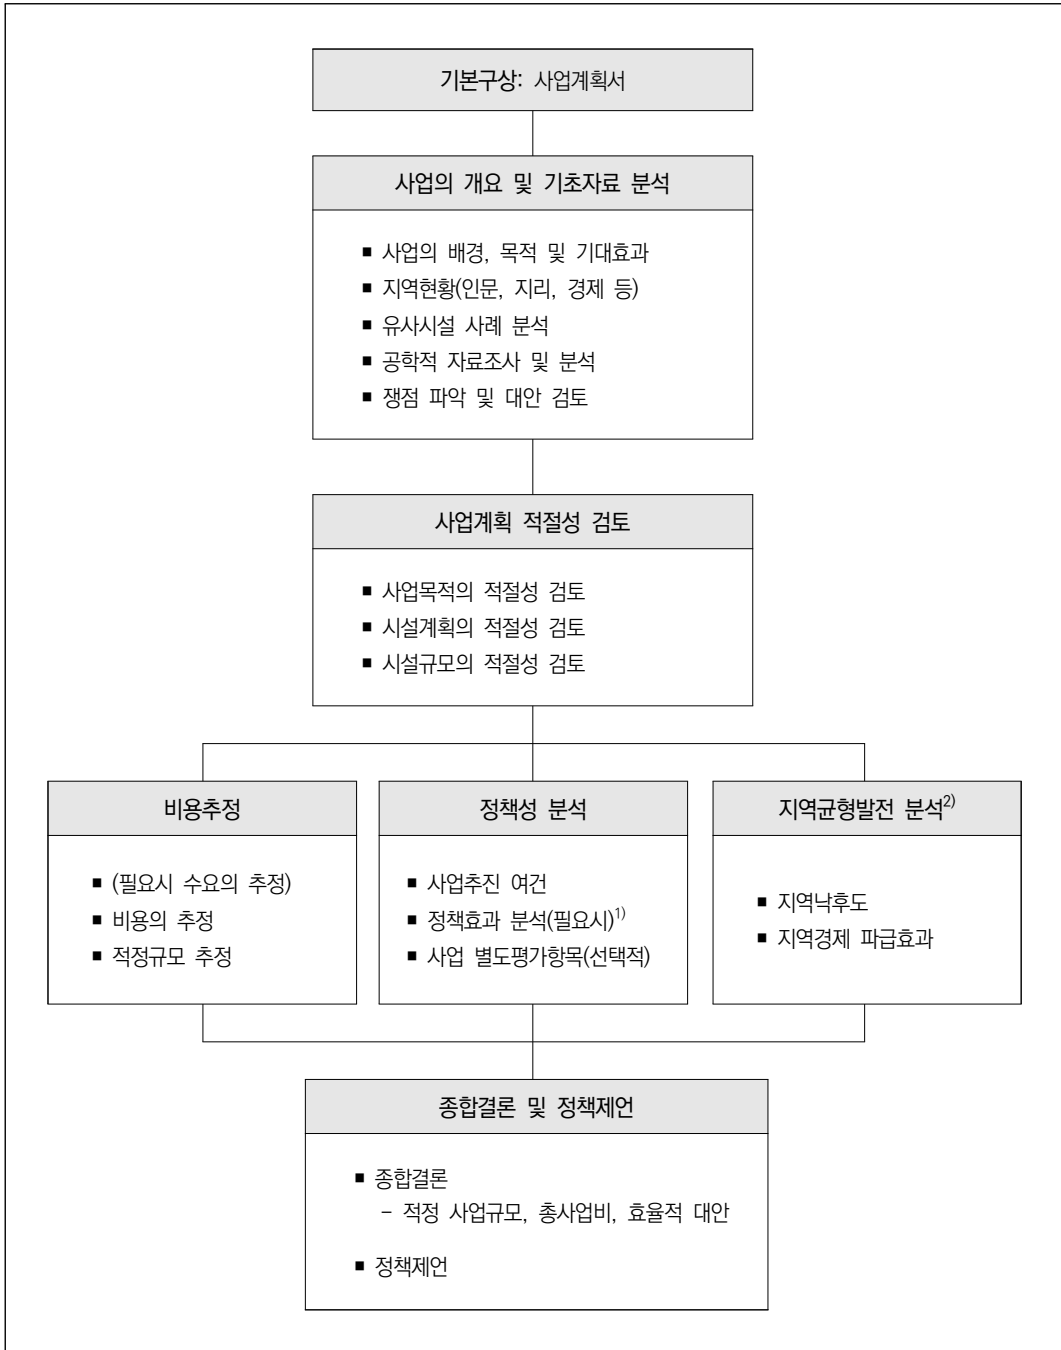 기본구상: 사업계획서
사업의 개요 및 기초자료 분석
■ 사업의 배경, 목적 및 기대효과
■ 지역현황(인문, 지리, 경제 등)
■ 유사시설 사례 분석
■ 공학적 자료조사 및 분석
■ 쟁점 파악 및 대안 검토
사업계획 적절성 검토
■ 사업목적의 적절성 검토
■ 시설계획의 적절성 검토
■ 시설규모의 적절성 검토
비용추정
■ (필요시 수요의 추정)
■ 비용의 추정
■ 적정규모 추정
정책성 분석
■ 사업추진 여건
■ 정책효과 분석(필요시)1)
■ 사업 별도평가항목(선택적)
지역균형발전 분석2)
■ 지역낙후도
■ 지역경제 파급효과
종합결론 및 정책제언
■ 종합결론
- 적정 사업규모, 총사업비, 효율적 대안
■ 정책제언